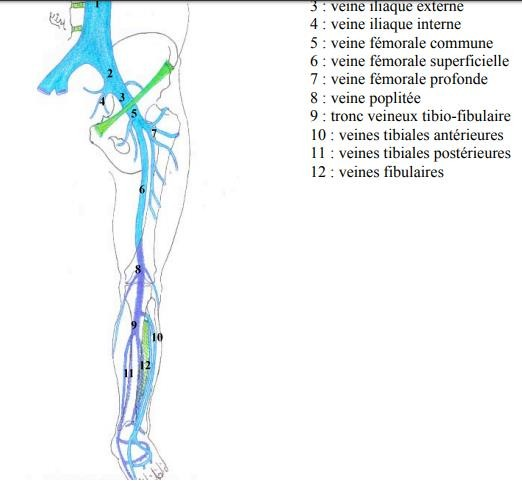 3 : veine iliaque externe
4 : veine iliaque interne
5 : veine fémorale commune
6 : veine fémorale superficielle
7 : veine fémorale profonde
8 : veine poplitée
9 : tronc veineux tibio-fibulaire
10 : veines tibiales antérieures
11 : veines tibiales postérieures
12 : veines fibulaires
1
2
3
4
5
7
6
8
9
10
12
11